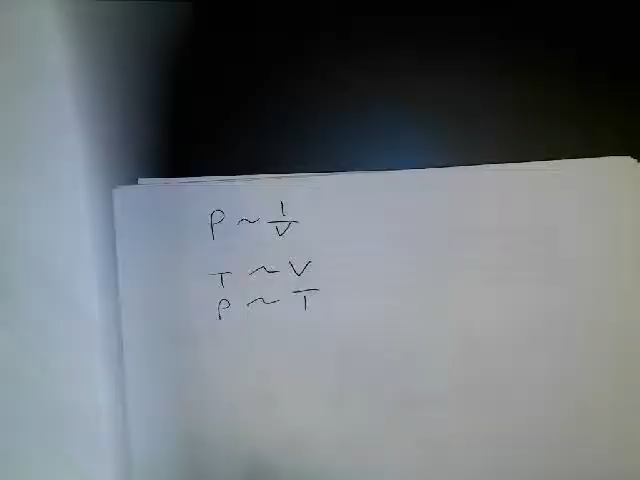 P ~ 1/V
T ~ V
P ~ T